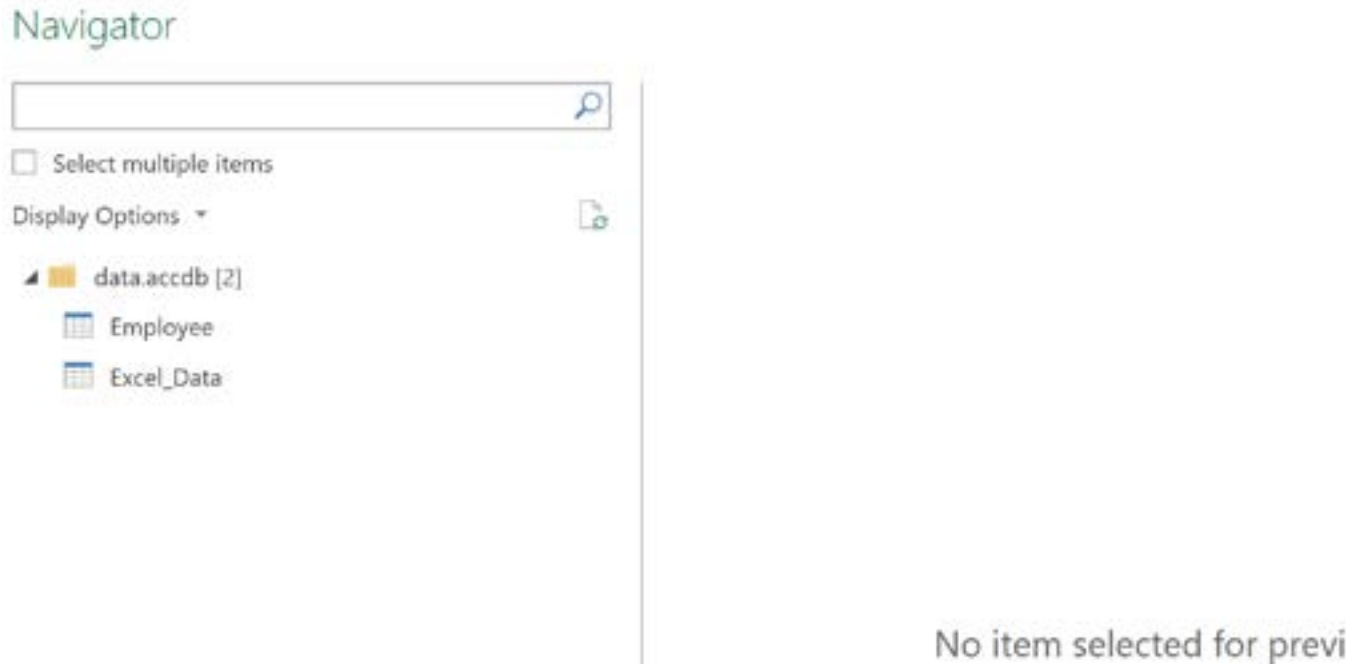 Navigator
Select multiple items
Display Options
data.accdb [2]
Employee
Excel_Data
No item selected for previ